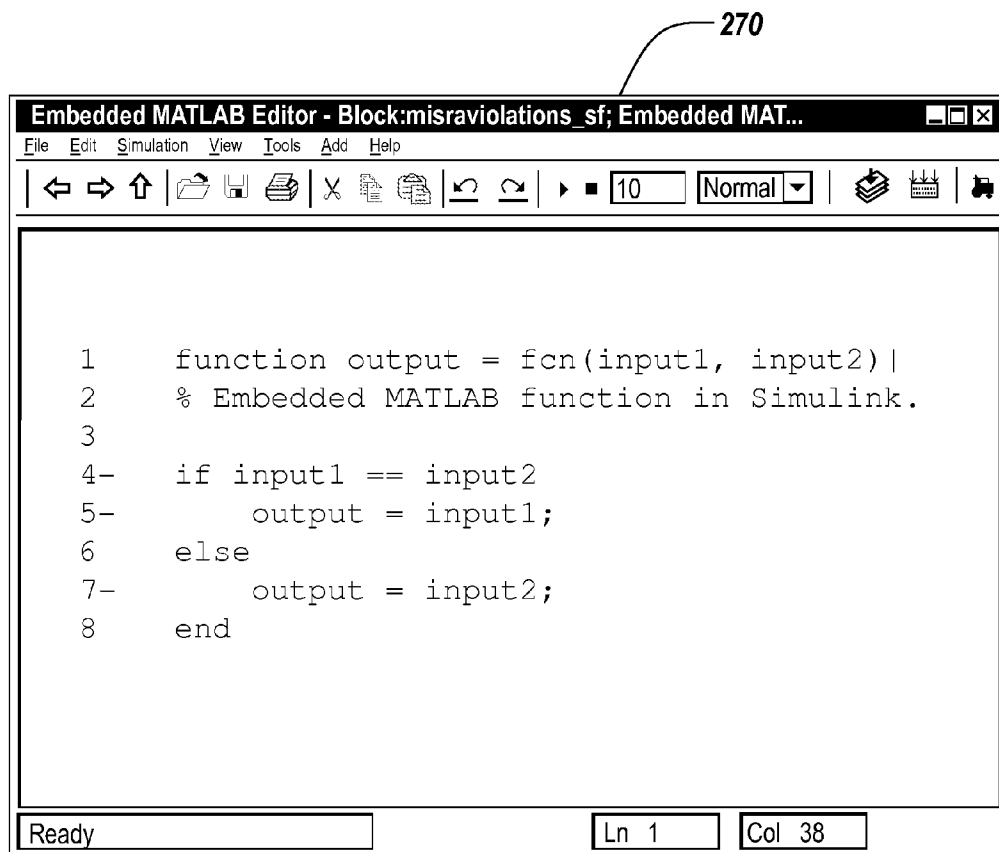 270
Embedded MATLAB Editor - Block:misraviolations_sf; Embedded MAT...
File Edit Simulation View Tools Add Help
10 Normal
1 function output = fcn(input1, input2)|
2 % Embedded MATLAB function in Simulink.
3
4- if input1 == input2
5- output = input1;
6 else
7- output = input2;
8 end
Ready Ln 1 Col 38